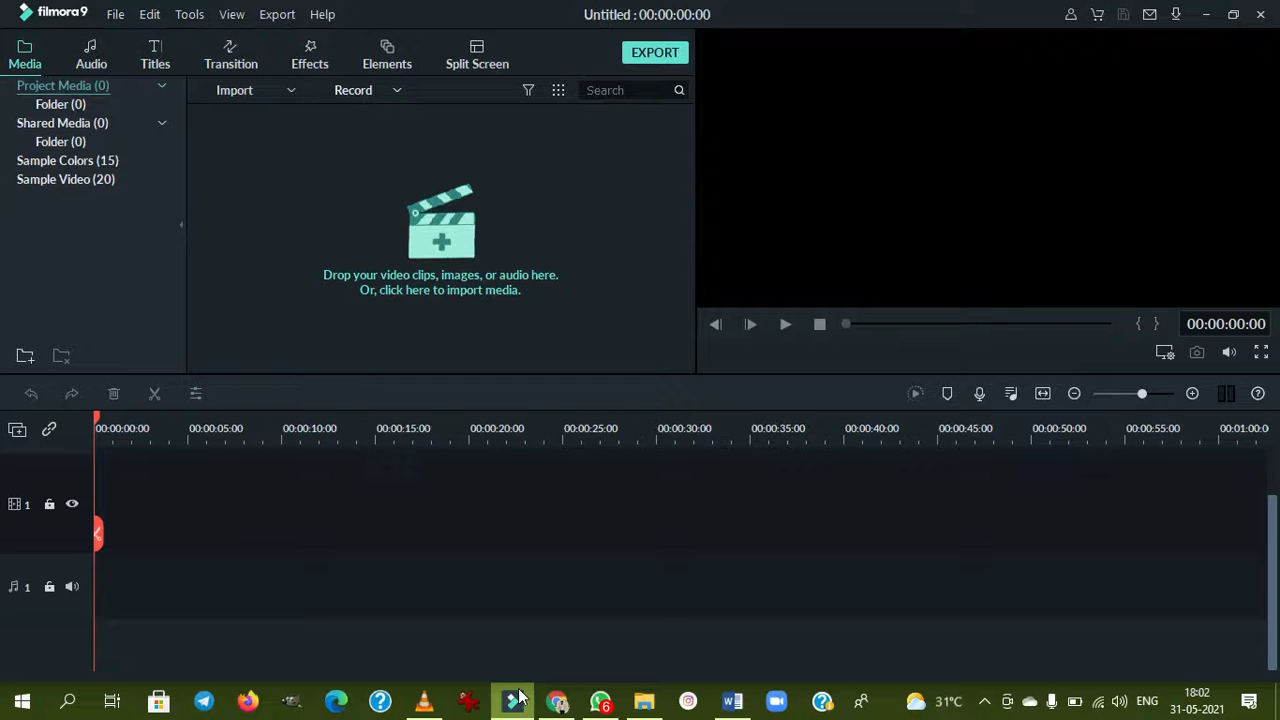 filmora9 File Edit Tools View Export Help Untitled : 00:00:00:00
Media Audio Titles Transition Effects Elements Split Screen EXPORT
Project Media (0) Import Record Search
Folder (0)
Shared Media (0)
Folder (0)
Sample Colors (15)
Sample Video (20)
Drop your video clips, images, or audio here.
Or, click here to import media.
00:00:00:00
00:00:00:00 00:00:05:00 00:00:10:00 00:00:15:00 00:00:20:00 00:00:25:00 00:00:30:00 00:00:35:00 00:00:40:00 00:00:45:00 00:00:50:00 00:00:55:00 00:01:00:0
1
1
6 31°C ENG 18:02
31-05-2021